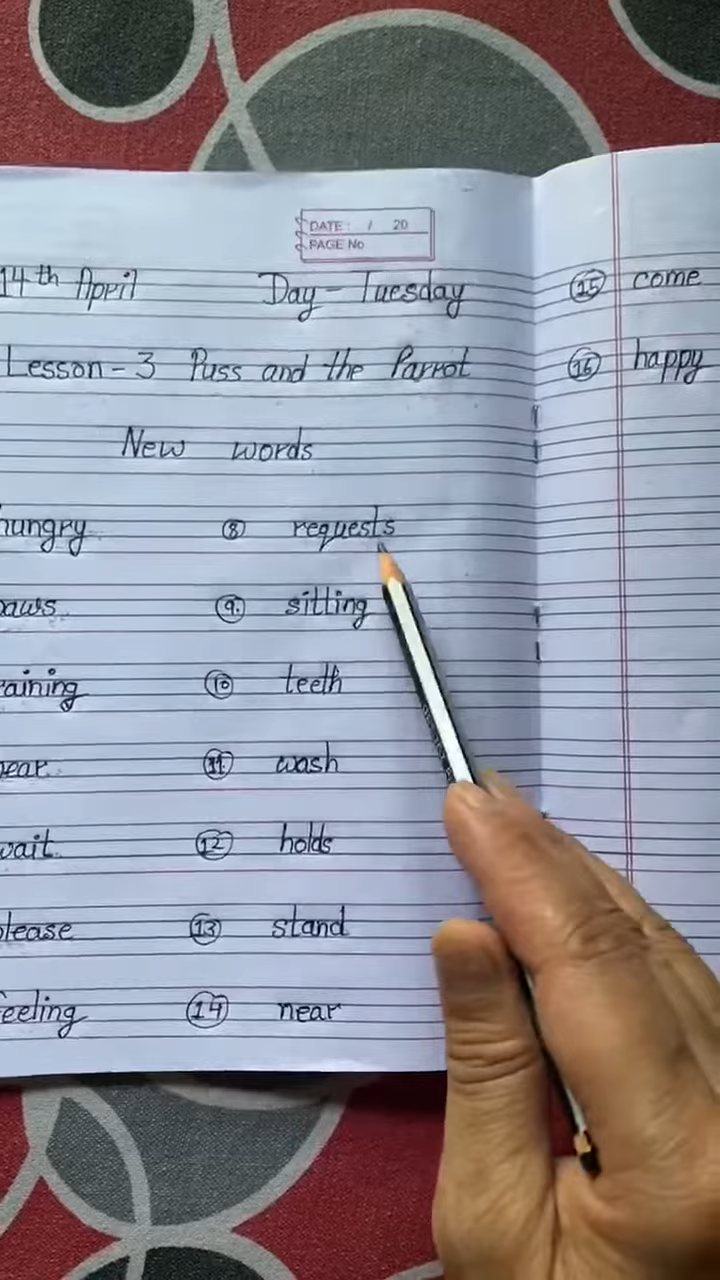 DATE: / 20
PAGE No
14th April Day-Tuesday
Lesson-3 Puss and the Parrot
New words
hungry ⑧ requests
paws ⑨ sitting
raining ⑩ teeth
⑪ wash
wait ⑫ holds
please ⑬ stand
feeling ⑭ near
⑮ come
⑯ happy